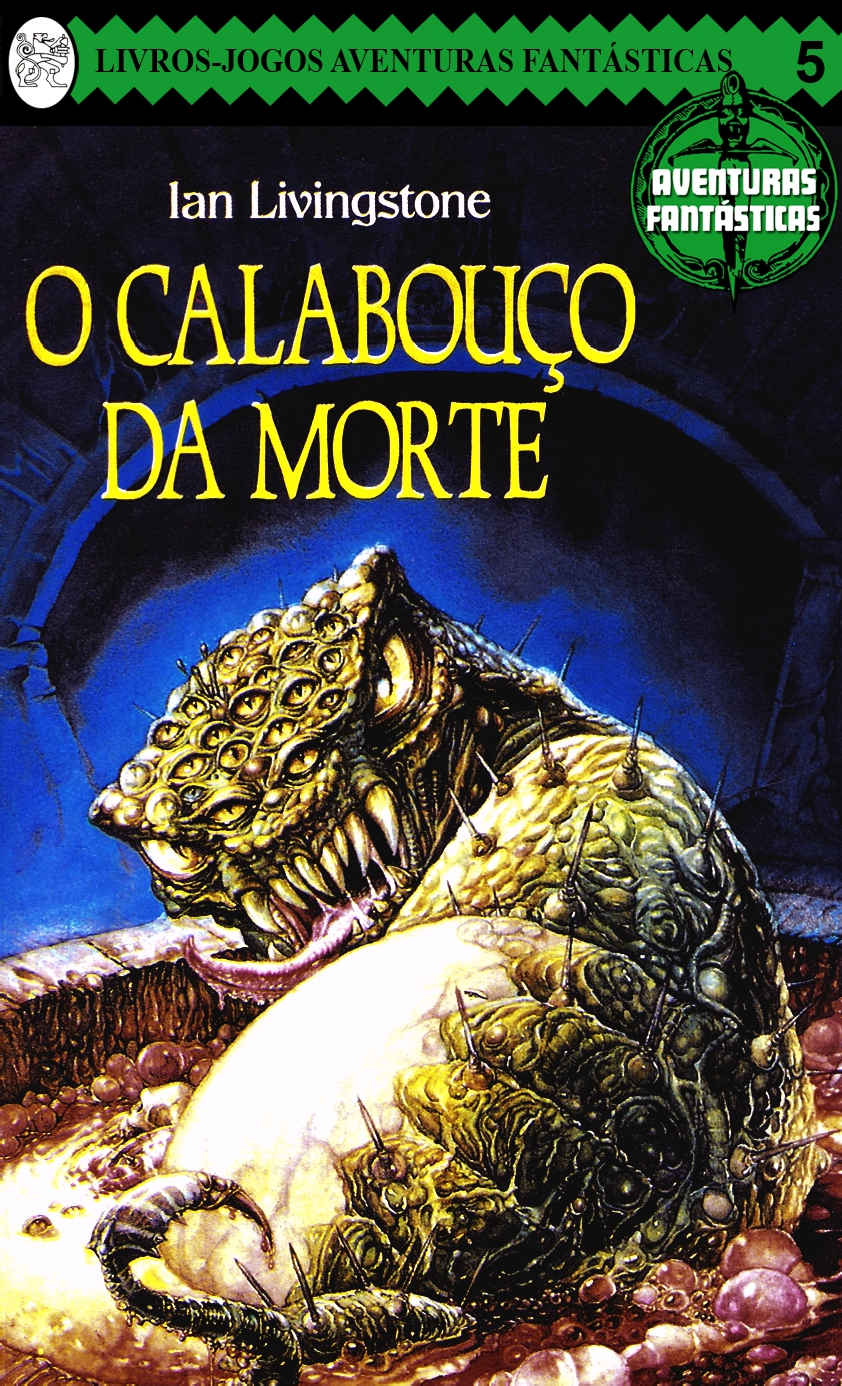 LIVROS-JOGOS AVENTURAS FANTÁSTICAS 5
AVENTURAS
FANTÁSTICAS
Ian Livingstone
O CALABOUÇO
DA MORTE